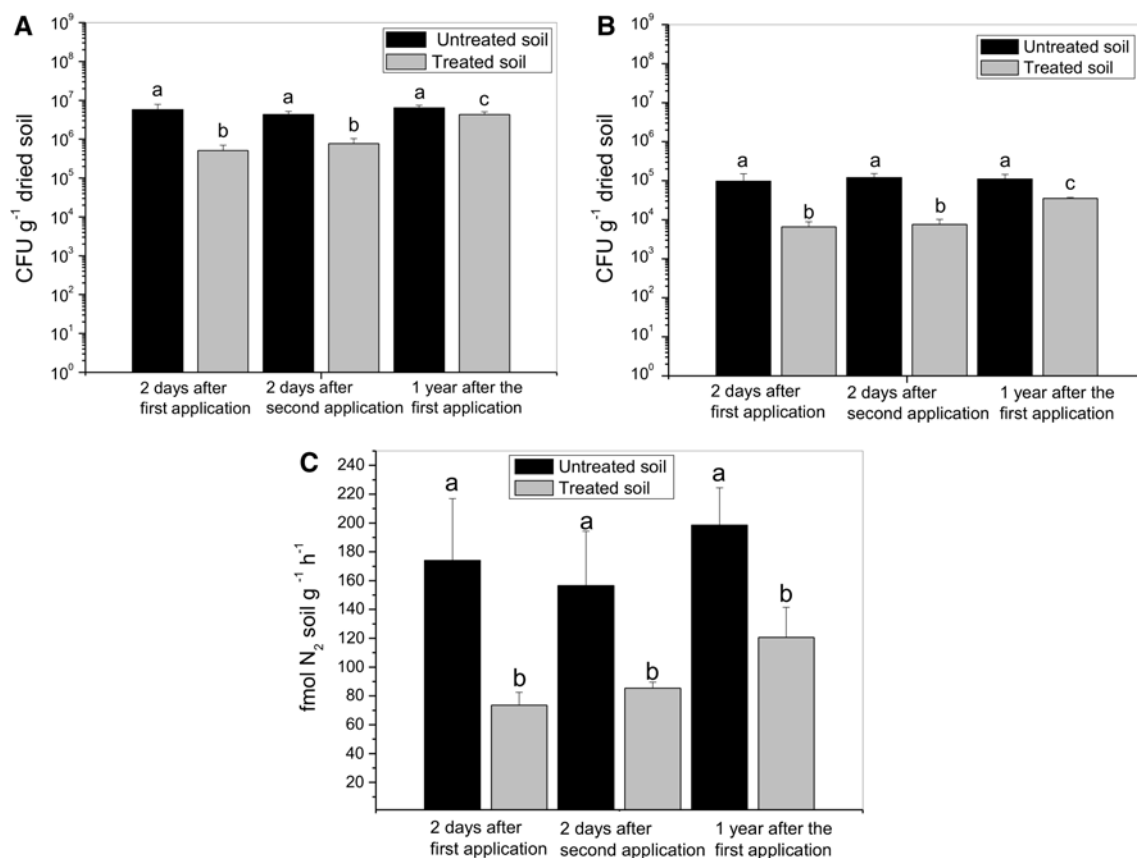 A
CFU g⁻¹ dried soil
10⁹
10⁸
10⁷
10⁶
10⁵
10⁴
10³
10²
10¹
10⁰
Untreated soil
Treated soil
a
b
a
b
a
c
2 days after
first application
2 days after
second application
1 year after the
first application
B
CFU g⁻¹ dried soil
10⁹
10⁸
10⁷
10⁶
10⁵
10⁴
10³
10²
10¹
10⁰
Untreated soil
Treated soil
a
b
a
b
a
c
2 days after
first application
2 days after
second application
1 year after the
first application
C
fmol N₂ soil g⁻¹ h⁻¹
240
220
200
180
160
140
120
100
80
60
40
20
Untreated soil
Treated soil
a
b
a
b
a
b
2 days after
first application
2 days after
second application
1 year after the
first application